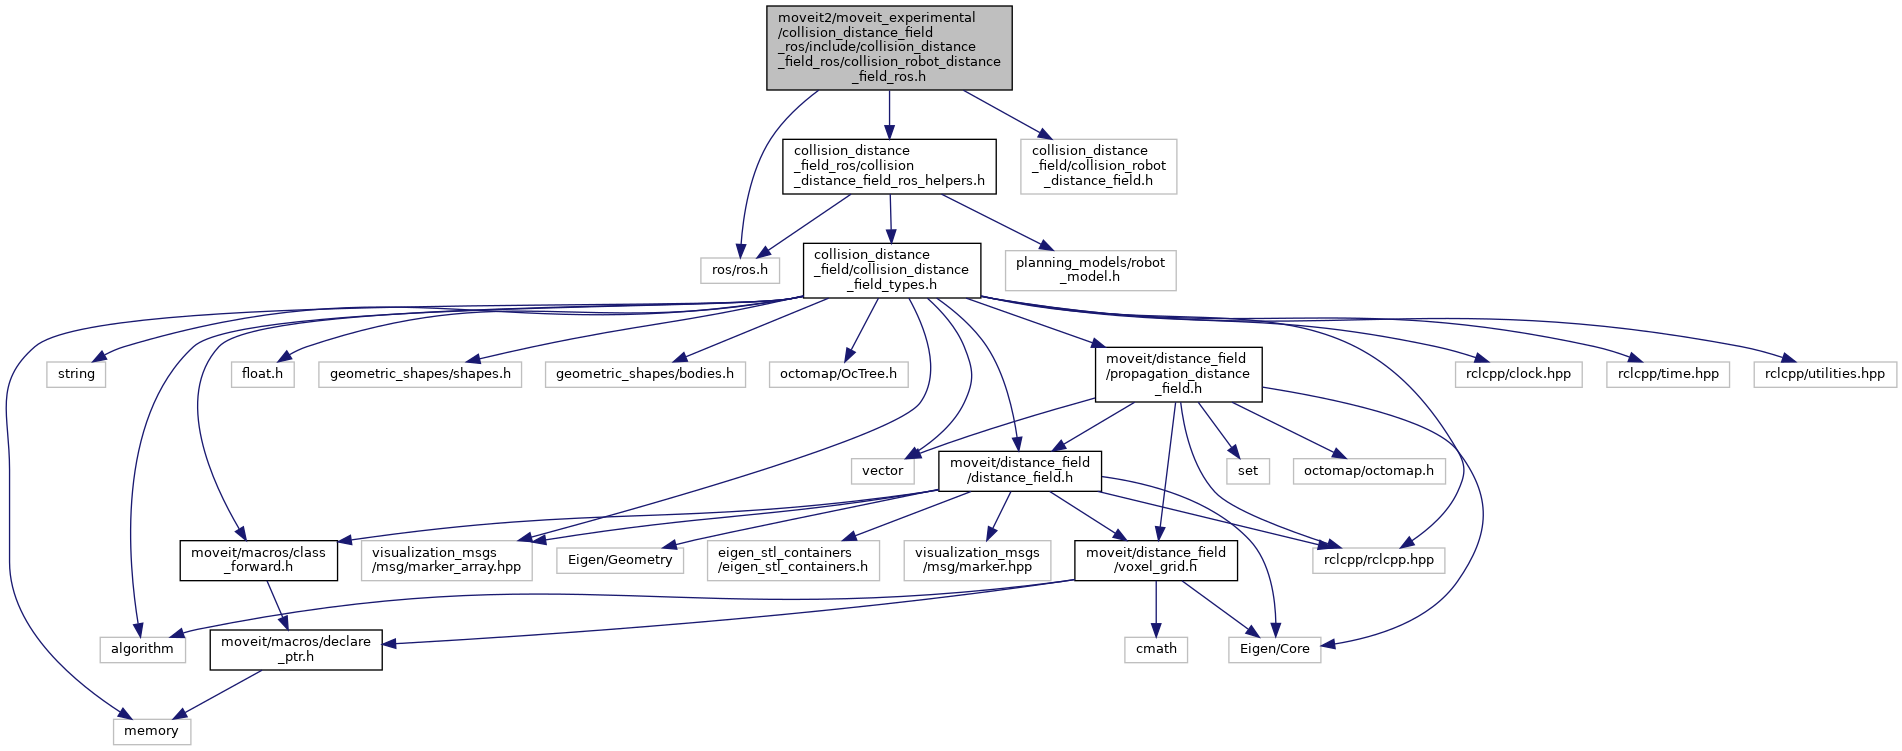 moveit2/moveit_experimental
/collision_distance_field
_ros/include/collision_distance
_field_ros/collision_robot_distance
_field_ros.h
collision_distance
_field_ros/collision
_distance_field_ros_helpers.h
collision_distance
_field/collision_robot
_distance_field.h
ros/ros.h
collision_distance
_field/collision_distance
_field_types.h
planning_models/robot
_model.h
string
float.h
geometric_shapes/shapes.h
geometric_shapes/bodies.h
octomap/OcTree.h
moveit/distance_field
/propagation_distance
_field.h
rclcpp/clock.hpp
rclcpp/time.hpp
rclcpp/utilities.hpp
vector
moveit/distance_field
/distance_field.h
set
octomap/octomap.h
moveit/macros/class
_forward.h
visualization_msgs
/msg/marker_array.hpp
Eigen/Geometry
eigen_stl_containers
/eigen_stl_containers.h
visualization_msgs
/msg/marker.hpp
moveit/distance_field
/voxel_grid.h
rclcpp/rclcpp.hpp
algorithm
moveit/macros/declare
_ptr.h
cmath
Eigen/Core
memory